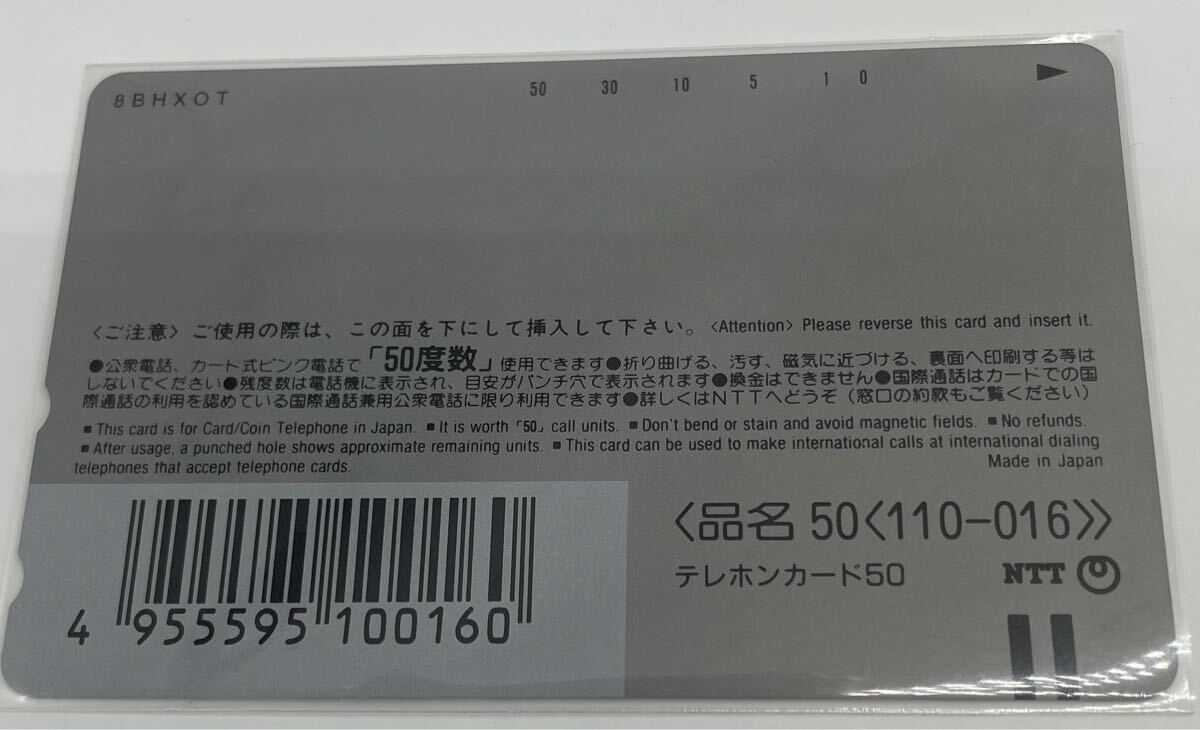 8BHXOT
50 30 10 5 1 0
〈ご注意〉ご使用の際は、この面を下にして挿入して下さい。〈Attention〉Please reverse this card and insert it.
●公衆電話、カード式ピンク電話で「50度数」使用できます●折り曲げる、汚す、磁気に近づける、裏面へ印刷する等は
しないでください●残度数は電話機に表示され、目安がパンチ穴で表示されます●換金はできません●国際通話はカードでの国
際通話の利用を認めている国際通話兼用公衆電話に限り利用できます●詳しくはNTTへどうぞ（窓口の約款もご覧ください）
■This card is for Card/Coin Telephone in Japan. ■It is worth「50」call units. ■Don't bend or stain and avoid magnetic fields. ■No refunds.
■After usage, a punched hole shows approximate remaining units. ■This card can be used to make international calls at international dialing
telephones that accept telephone cards.
Made in Japan
〈品名 50〈110-016〉〉
テレホンカード50
NTT
4 955595 100160